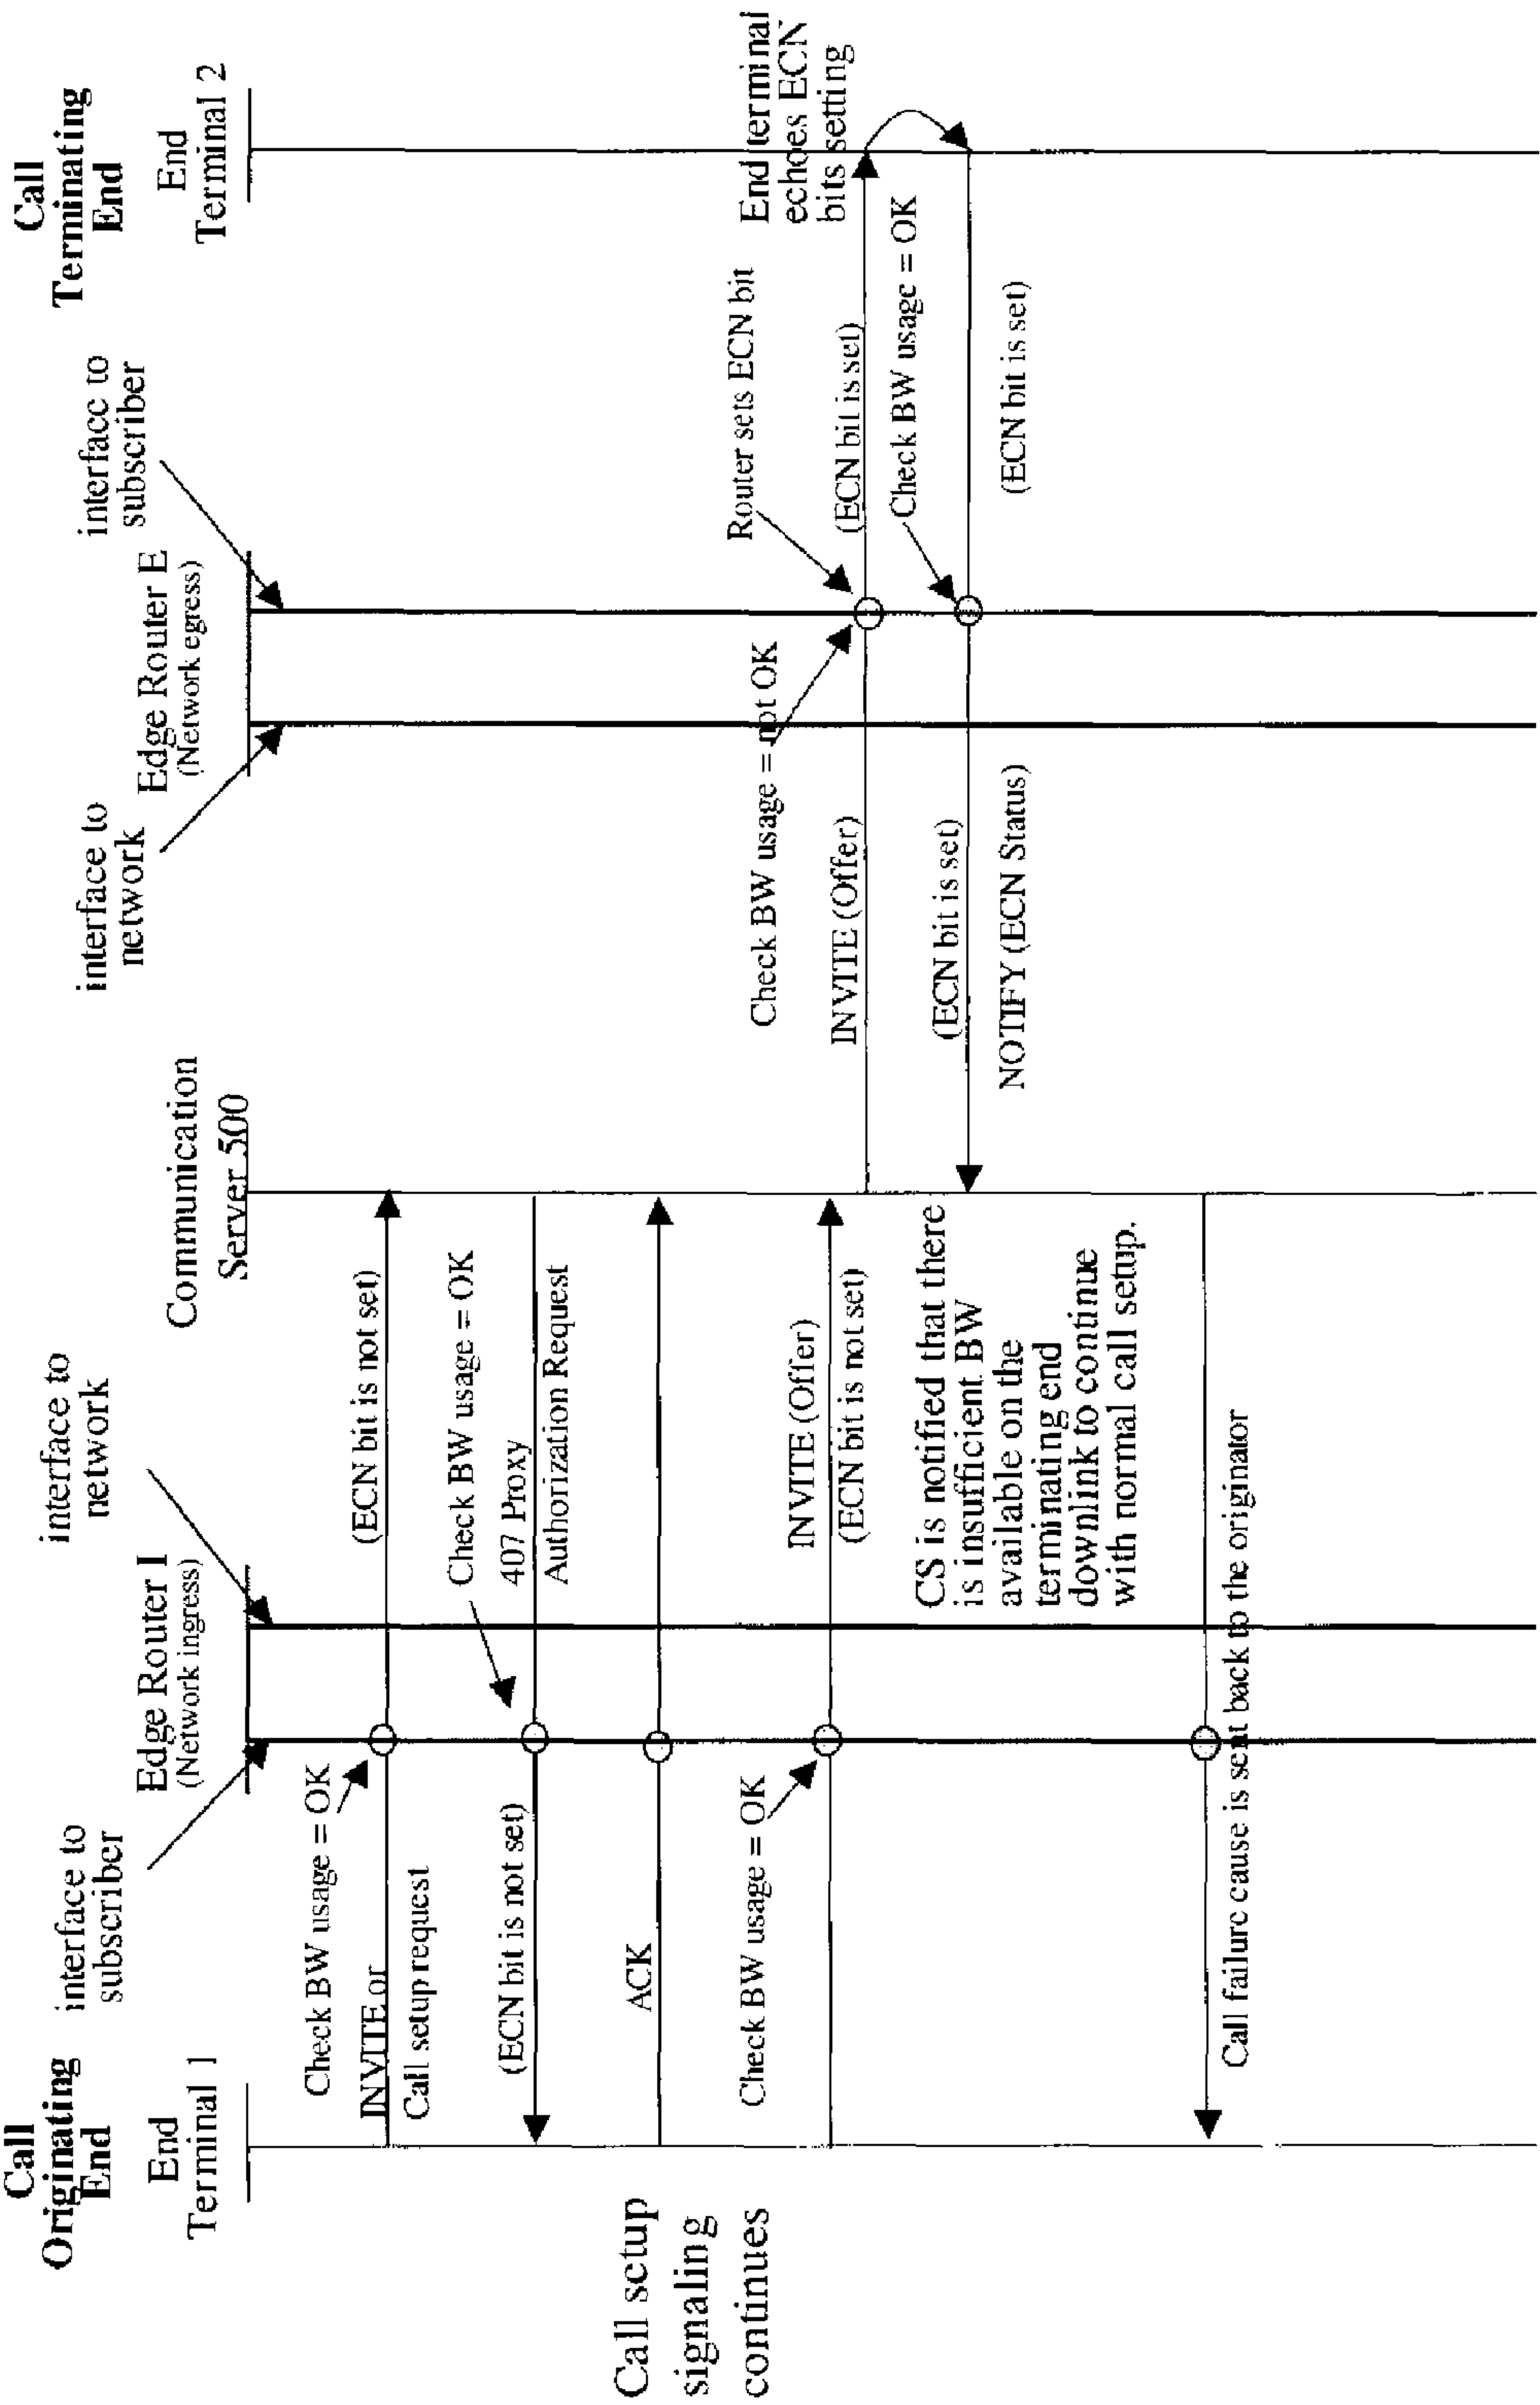 Call
Originating
End
End
Terminal 1
interface to
subscriber
Edge Router I
(Network ingress)
interface to
network
Communication
Server 500
interface to
network
Edge Router E
(Network egress)
interface to
subscriber
Call
Terminating
End
End
Terminal 2
Check BW usage = OK
INVITE or
Call setup request
(ECN bit is not set)
Check BW usage = OK
407 Proxy
Authorization Request
(ECN bit is not set)
Call setup
signaling
continues
ACK
Check BW usage = OK
INVITE (Offer)
(ECN bit is not set)
Check BW usage = not OK
Router sets ECN bit
INVITE (Offer)
(ECN bit is set)
End terminal
echoes ECN
bits setting
Check BW usage = OK
(ECN bit is set)
(ECN bit is set)
NOTIFY (ECN Status)
CS is notified that there
is insufficient BW
available on the
terminating end
downlink to continue
with normal call setup.
Call failure cause is sent back to the originator